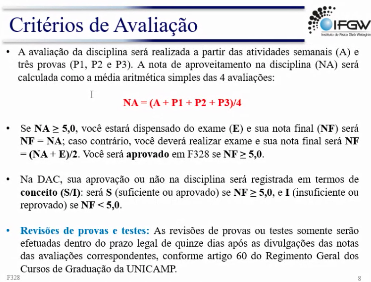 Critérios de Avaliação
IFGW
Instituto de Física Gleb Wataghin
• A avaliação da disciplina será realizada a partir das atividades semanais (A) e
três provas (P1, P2 e P3). A nota de aproveitamento na disciplina (NA) será
calculada como a média aritmética simples das 4 avaliações:
NA = (A + P1 + P2 + P3)/4
• Se NA ≥ 5,0, você estará dispensado do exame (E) e sua nota final (NF) será
NF = NA; caso contrário, você deverá realizar exame e sua nota final será NF
= (NA + E)/2. Você será aprovado em F328 se NF ≥ 5,0.
• Na DAC, sua aprovação ou não na disciplina será registrada em termos de
conceito (S/I): será S (suficiente ou aprovado) se NF ≥ 5,0, e I (insuficiente ou
reprovado) se NF < 5,0.
• Revisões de provas e testes: As revisões de provas ou testes somente serão
efetuadas dentro do prazo legal de quinze dias após as divulgações das notas
das avaliações correspondentes, conforme artigo 60 do Regimento Geral dos
Cursos de Graduação da UNICAMP.
F328
8